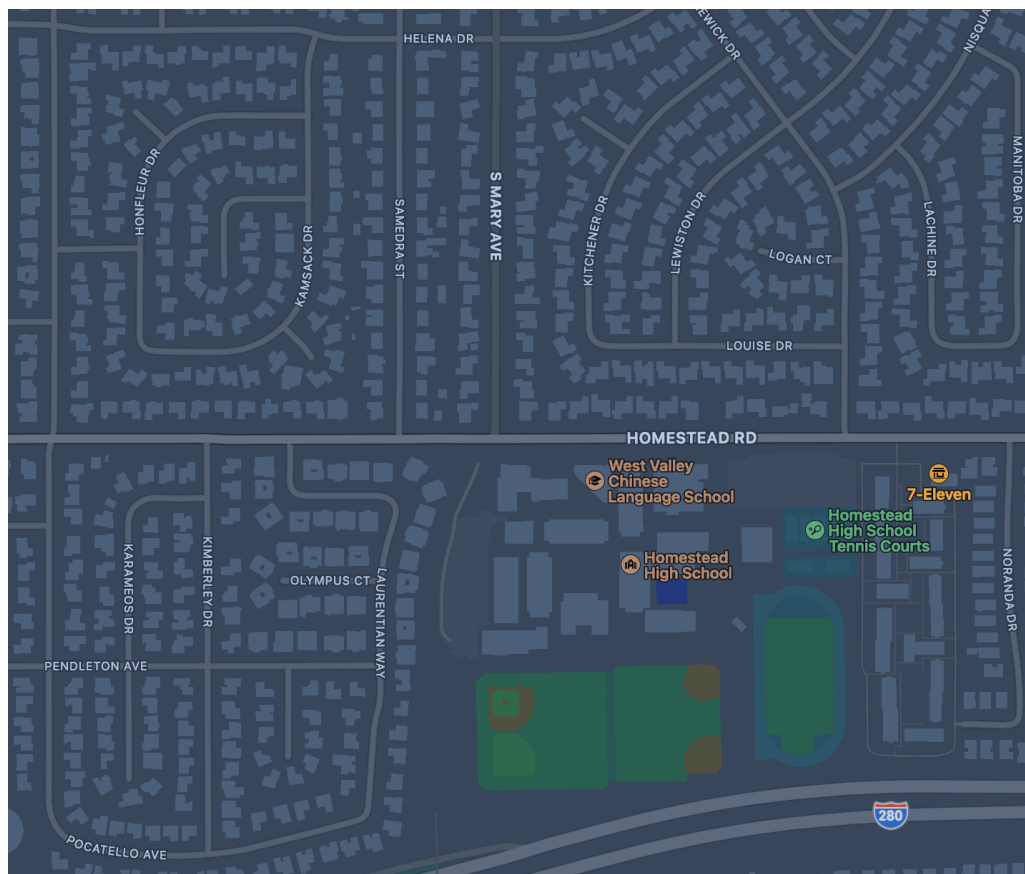 HELENA DR
EWICK DR
NISQUA
HONFLEUR DR
KAMSACK DR
SAMEDRA ST
S MARY AVE
KITCHENER DR
LEWISTON DR
LOGAN CT
LACHINE DR
MANITOBA DR
LOUISE DR
HOMESTEAD RD
West Valley
Chinese
Language School
7-Eleven
Homestead
High School
Tennis Courts
Homestead
High School
KARAMEOS DR
KIMBERLEY DR
OLYMPUS CT
LAURENTIAN WAY
NORANDA DR
PENDLETON AVE
POCATELLO AVE
280